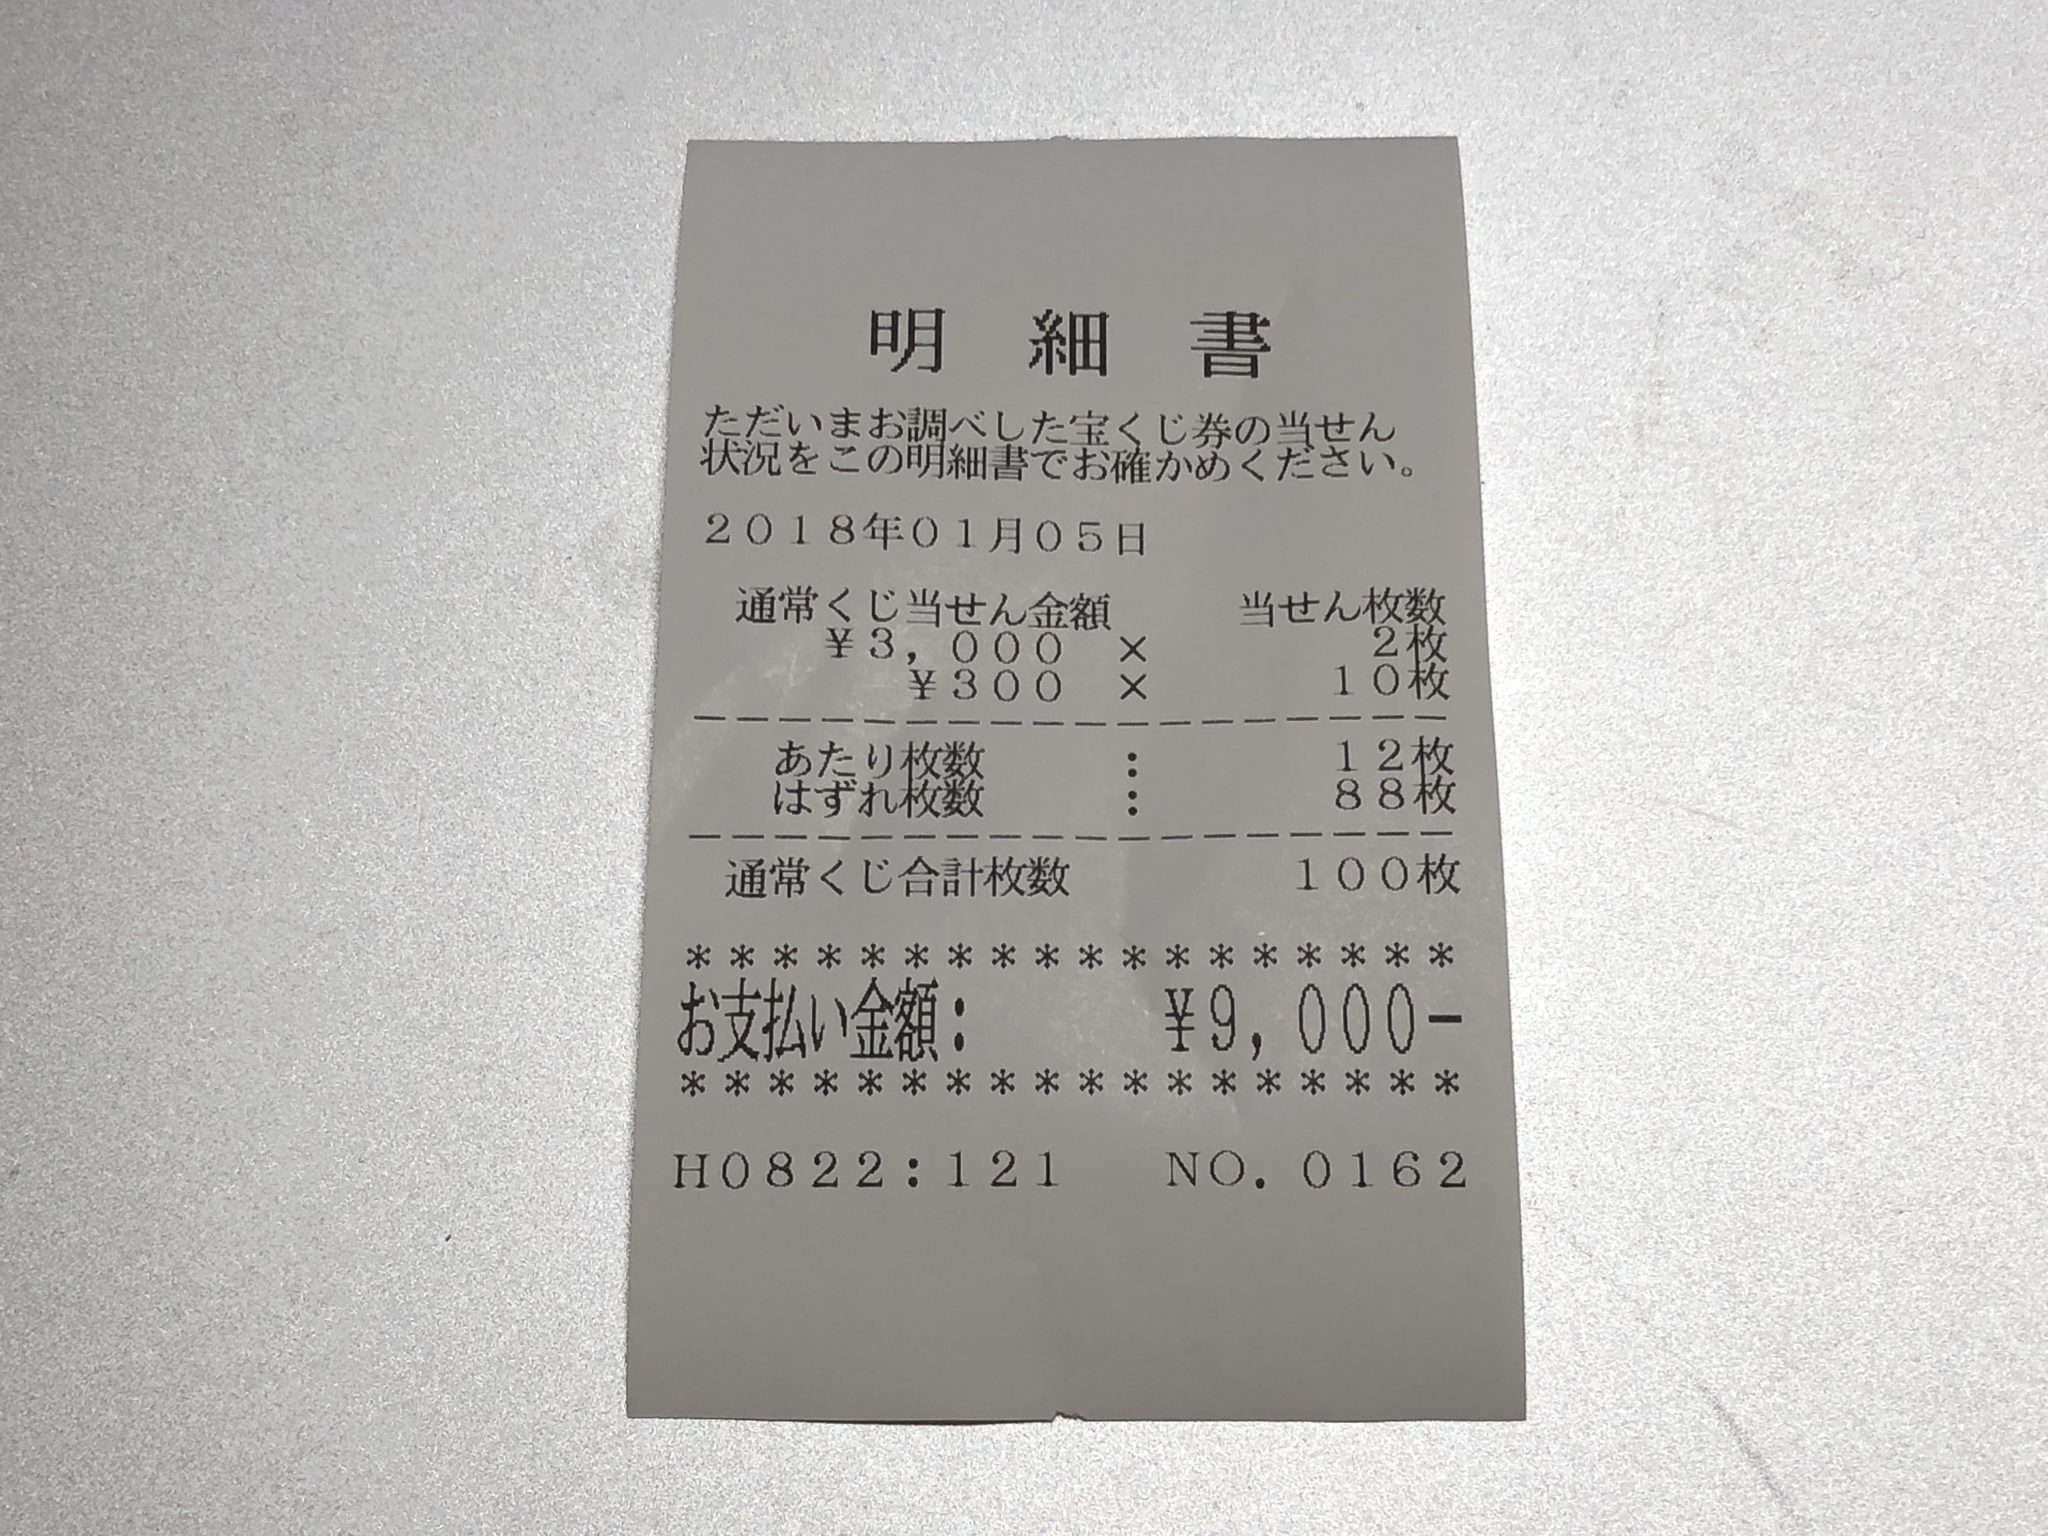 明細書
ただいまお調べした宝くじ券の当せん
状況をこの明細書でお確かめください。
2018年01月05日
通常くじ当せん金額 当せん枚数
¥3,000 × 2枚
¥300 × 10枚
------------------
あたり枚数 : 12枚
はずれ枚数 : 88枚
------------------
通常くじ合計枚数 100枚
******************
お支払い金額: ¥9,000-
******************
H0822:121 NO.0162